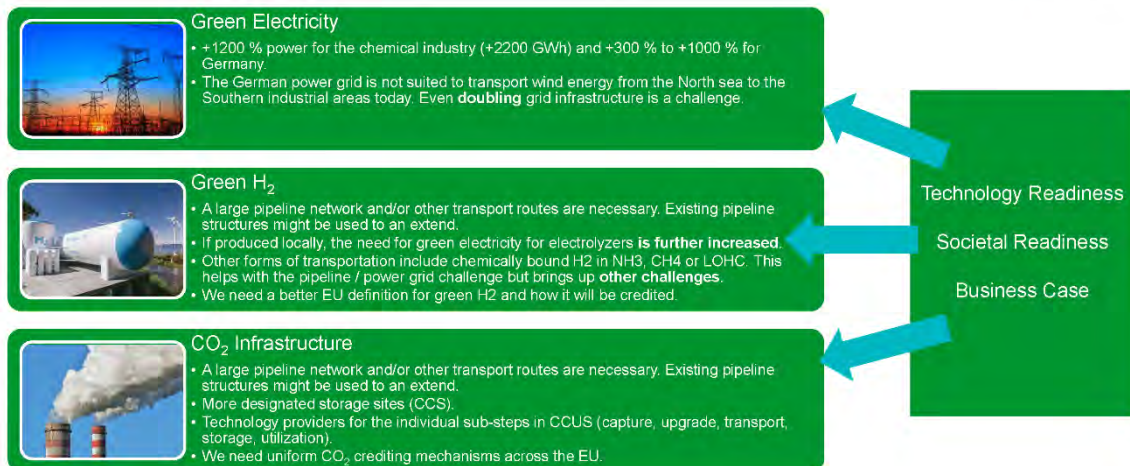 Green Electricity
• +1200 % power for the chemical industry (+2200 GWh) and +300 % to +1000 % for
Germany.
• The German power grid is not suited to transport wind energy from the North sea to the
Southern industrial areas today. Even doubling grid infrastructure is a challenge.
Green H₂
• A large pipeline network and/or other transport routes are necessary. Existing pipeline
structures might be used to an extend.
• If produced locally, the need for green electricity for electrolyzers is further increased.
• Other forms of transportation include chemically bound H2 in NH3, CH4 or LOHC. This
helps with the pipeline / power grid challenge but brings up other challenges.
• We need a better EU definition for green H2 and how it will be credited.
CO₂ Infrastructure
• A large pipeline network and/or other transport routes are necessary. Existing pipeline
structures might be used to an extend.
• More designated storage sites (CCS).
• Technology providers for the individual sub-steps in CCUS (capture, upgrade, transport,
storage, utilization).
• We need uniform CO₂ crediting mechanisms across the EU.
Technology Readiness
Societal Readiness
Business Case